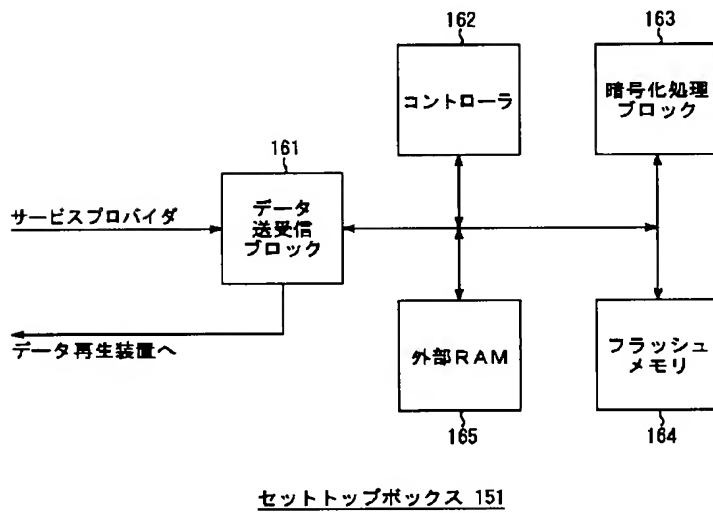 162
163
コントローラ
暗号化処理
ブロック
161
サービスプロバイダ
データ
送受信
ブロック
データ再生装置へ
外部RAM
フラッシュ
メモリ
165
164
セットトップボックス 151